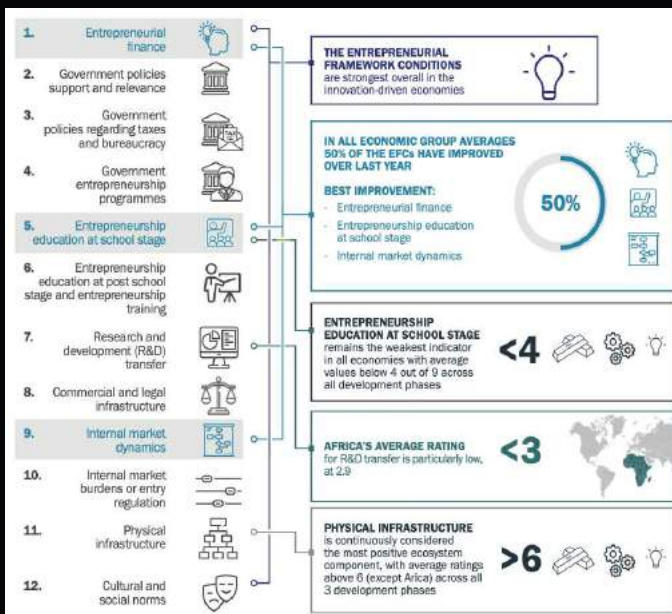 1. Entrepreneurial
finance
2. Government policies
support and relevance
3. Government
policies regarding taxes
and bureaucracy
4. Government
entrepreneurship
programmes
5. Entrepreneurship
education at school stage
6. Entrepreneurship
education at post school
stage and entrepreneurship
training
7. Research and
development (R&D)
transfer
8. Commercial and legal
infrastructure
9. Internal market
dynamics
10. Internal market
burdens or entry
regulation
11. Physical
infrastructure
12. Cultural and
social norms
THE ENTREPRENEURIAL
FRAMEWORK CONDITIONS
are strongest overall in the
innovation-driven economies
IN ALL ECONOMIC GROUP AVERAGES
50% OF THE EFCs HAVE IMPROVED
OVER LAST YEAR
BEST IMPROVEMENT:
- Entrepreneurial finance
- Entrepreneurship education
at school stage
- Internal market dynamics
50%
ENTREPRENEURSHIP
EDUCATION AT SCHOOL STAGE
remains the weakest indicator
in all economies with average
values below 4 out of 9 across
all development phases
<4
AFRICA'S AVERAGE RATING
for R&D transfer is particularly low,
at 2.9
<3
PHYSICAL INFRASTRUCTURE
is continuously considered
the most positive ecosystem
component, with average ratings
above 6 (except Arica) across all
3 development phases
>6